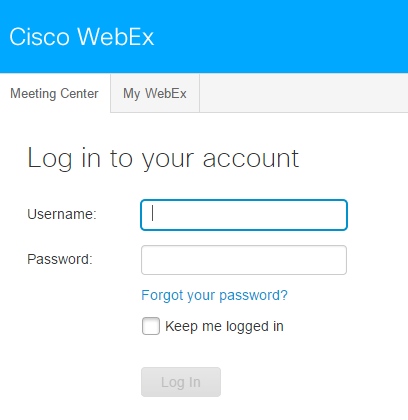 Cisco WebEx
Meeting Center My WebEx
Log in to your account
Username:
Password:
Forgot your password?
Keep me logged in
Log In